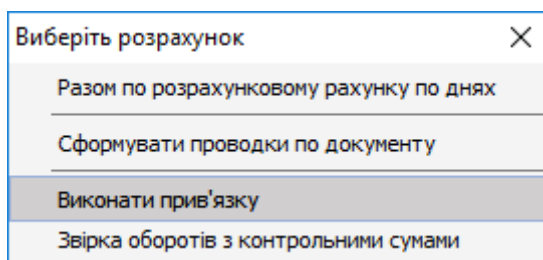 Виберіть розрахунок
Разом по розрахунковому рахунку по днях
Сформувати проводки по документу
Виконати прив'язку
Звірка оборотів з контрольними сумами